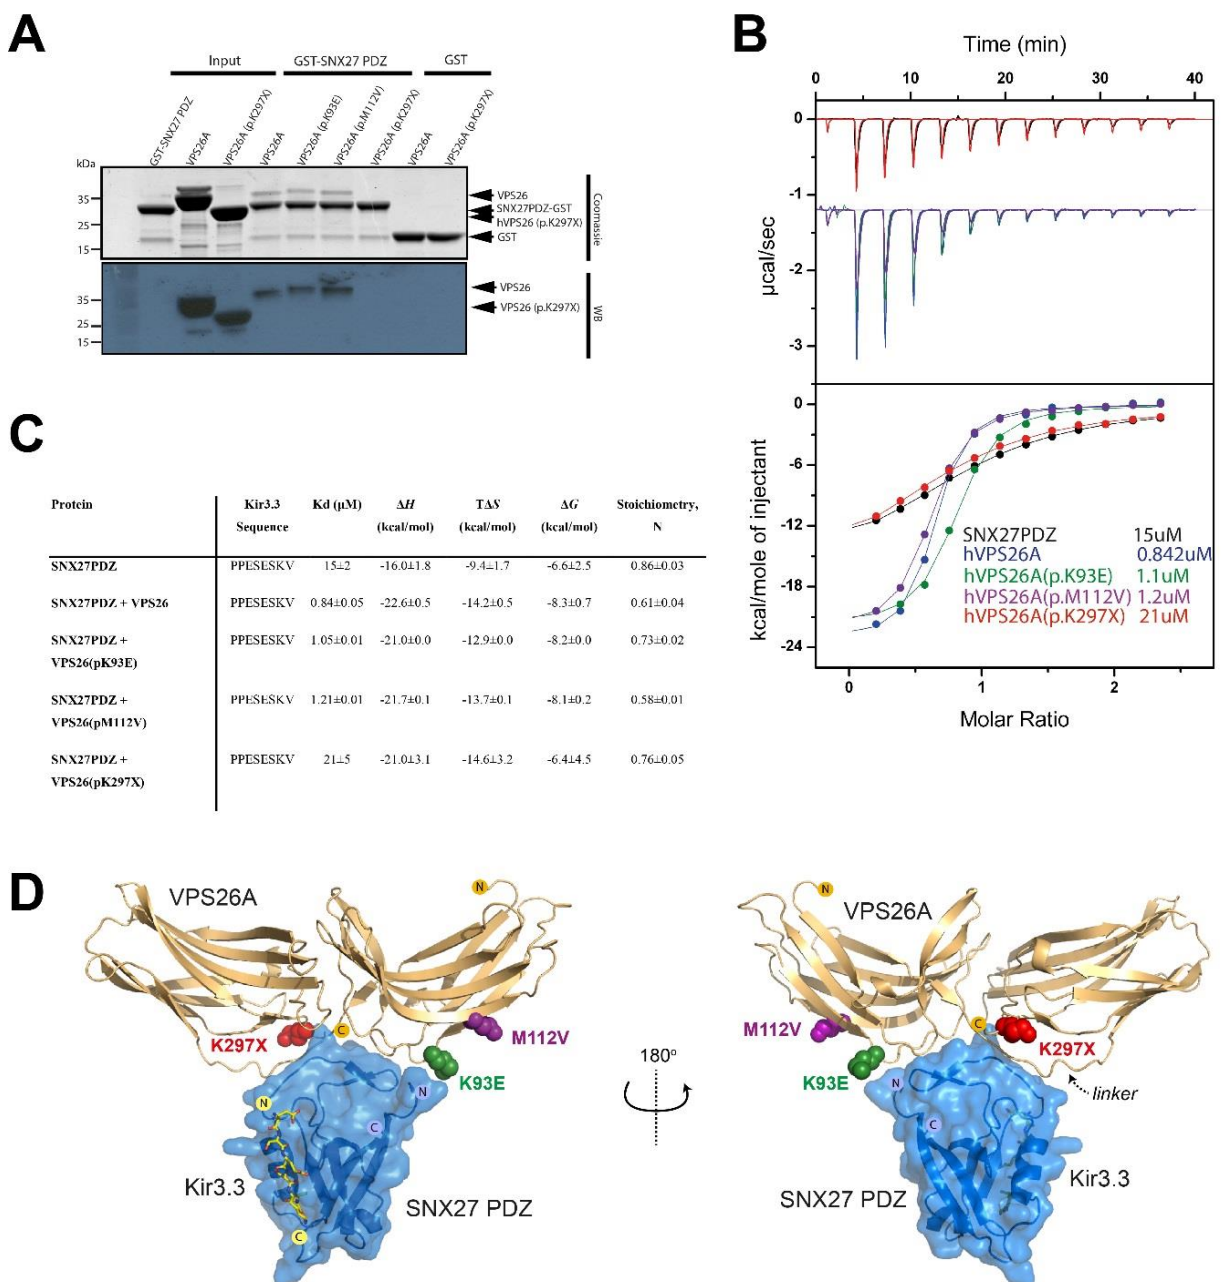 A
Input
GST-SNX27 PDZ
GST
GST-SNX27 PDZ
VPS26A
VPS26A (p.K297X)
VPS26A
VPS26A (p.K93E)
VPS26A (p.M112V)
VPS26A (p.K297X)
VPS26A
VPS26A (p.K297X)
kDa
35
25
15
VPS26
SNX27PDZ-GST
hVPS26 (p.K297X)
GST
Coomassie
35
25
15
VPS26
VPS26 (p.K297X)
WB
B
Time (min)
0 10 20 30 40
0
-1
-2
-3
µcal/sec
0
-6
-12
-18
-24
kcal/mole of injectant
SNX27PDZ 15uM
hVPS26A 0.842uM
hVPS26A(p.K93E) 1.1uM
hVPS26A(p.M112V) 1.2uM
hVPS26A(p.K297X) 21uM
0 1 2
Molar Ratio
C
Protein Kir3.3 Kd (µM) ΔH TΔS ΔG Stoichiometry,
Sequence (kcal/mol) (kcal/mol) (kcal/mol) N
SNX27PDZ PPESESKV 15±2 -16.0±1.8 -9.4±1.7 -6.6±2.5 0.86±0.03
SNX27PDZ + VPS26 PPESESKV 0.84±0.05 -22.6±0.5 -14.2±0.5 -8.3±0.7 0.61±0.04
SNX27PDZ + PPESESKV 1.05±0.01 -21.0±0.0 -12.9±0.0 -8.2±0.0 0.73±0.02
VPS26(pK93E)
SNX27PDZ + PPESESKV 1.21±0.01 -21.7±0.1 -13.7±0.1 -8.1±0.2 0.58±0.01
VPS26(pM112V)
SNX27PDZ + PPESESKV 21±5 -21.0±3.1 -14.6±3.2 -6.4±4.5 0.76±0.05
VPS26(pK297X)
D
VPS26A
N
K297X
C
M112V
K93E
N
N
C
Kir3.3
C
SNX27 PDZ
180º
N
VPS26A
M112V
C
K297X
K93E
N
linker
C
Kir3.3
SNX27 PDZ